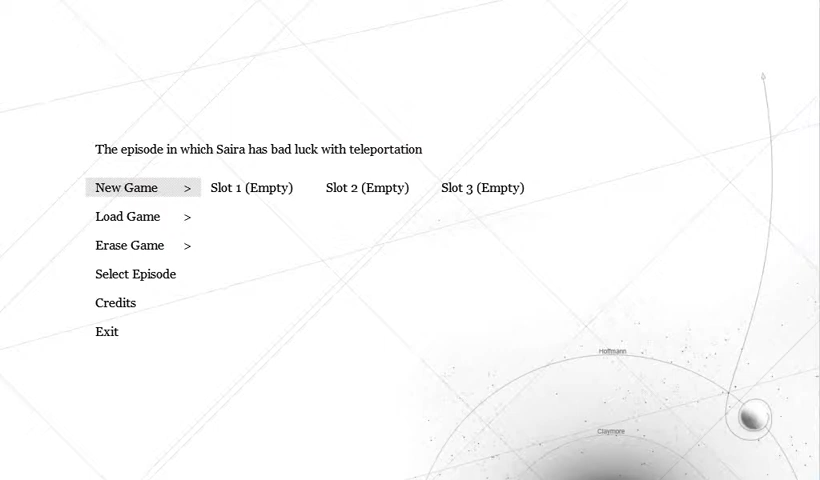 The episode in which Saira has bad luck with teleportation
New Game > Slot 1 (Empty) Slot 2 (Empty) Slot 3 (Empty)
Load Game >
Erase Game >
Select Episode
Credits
Exit
Hoffmann
Claymore